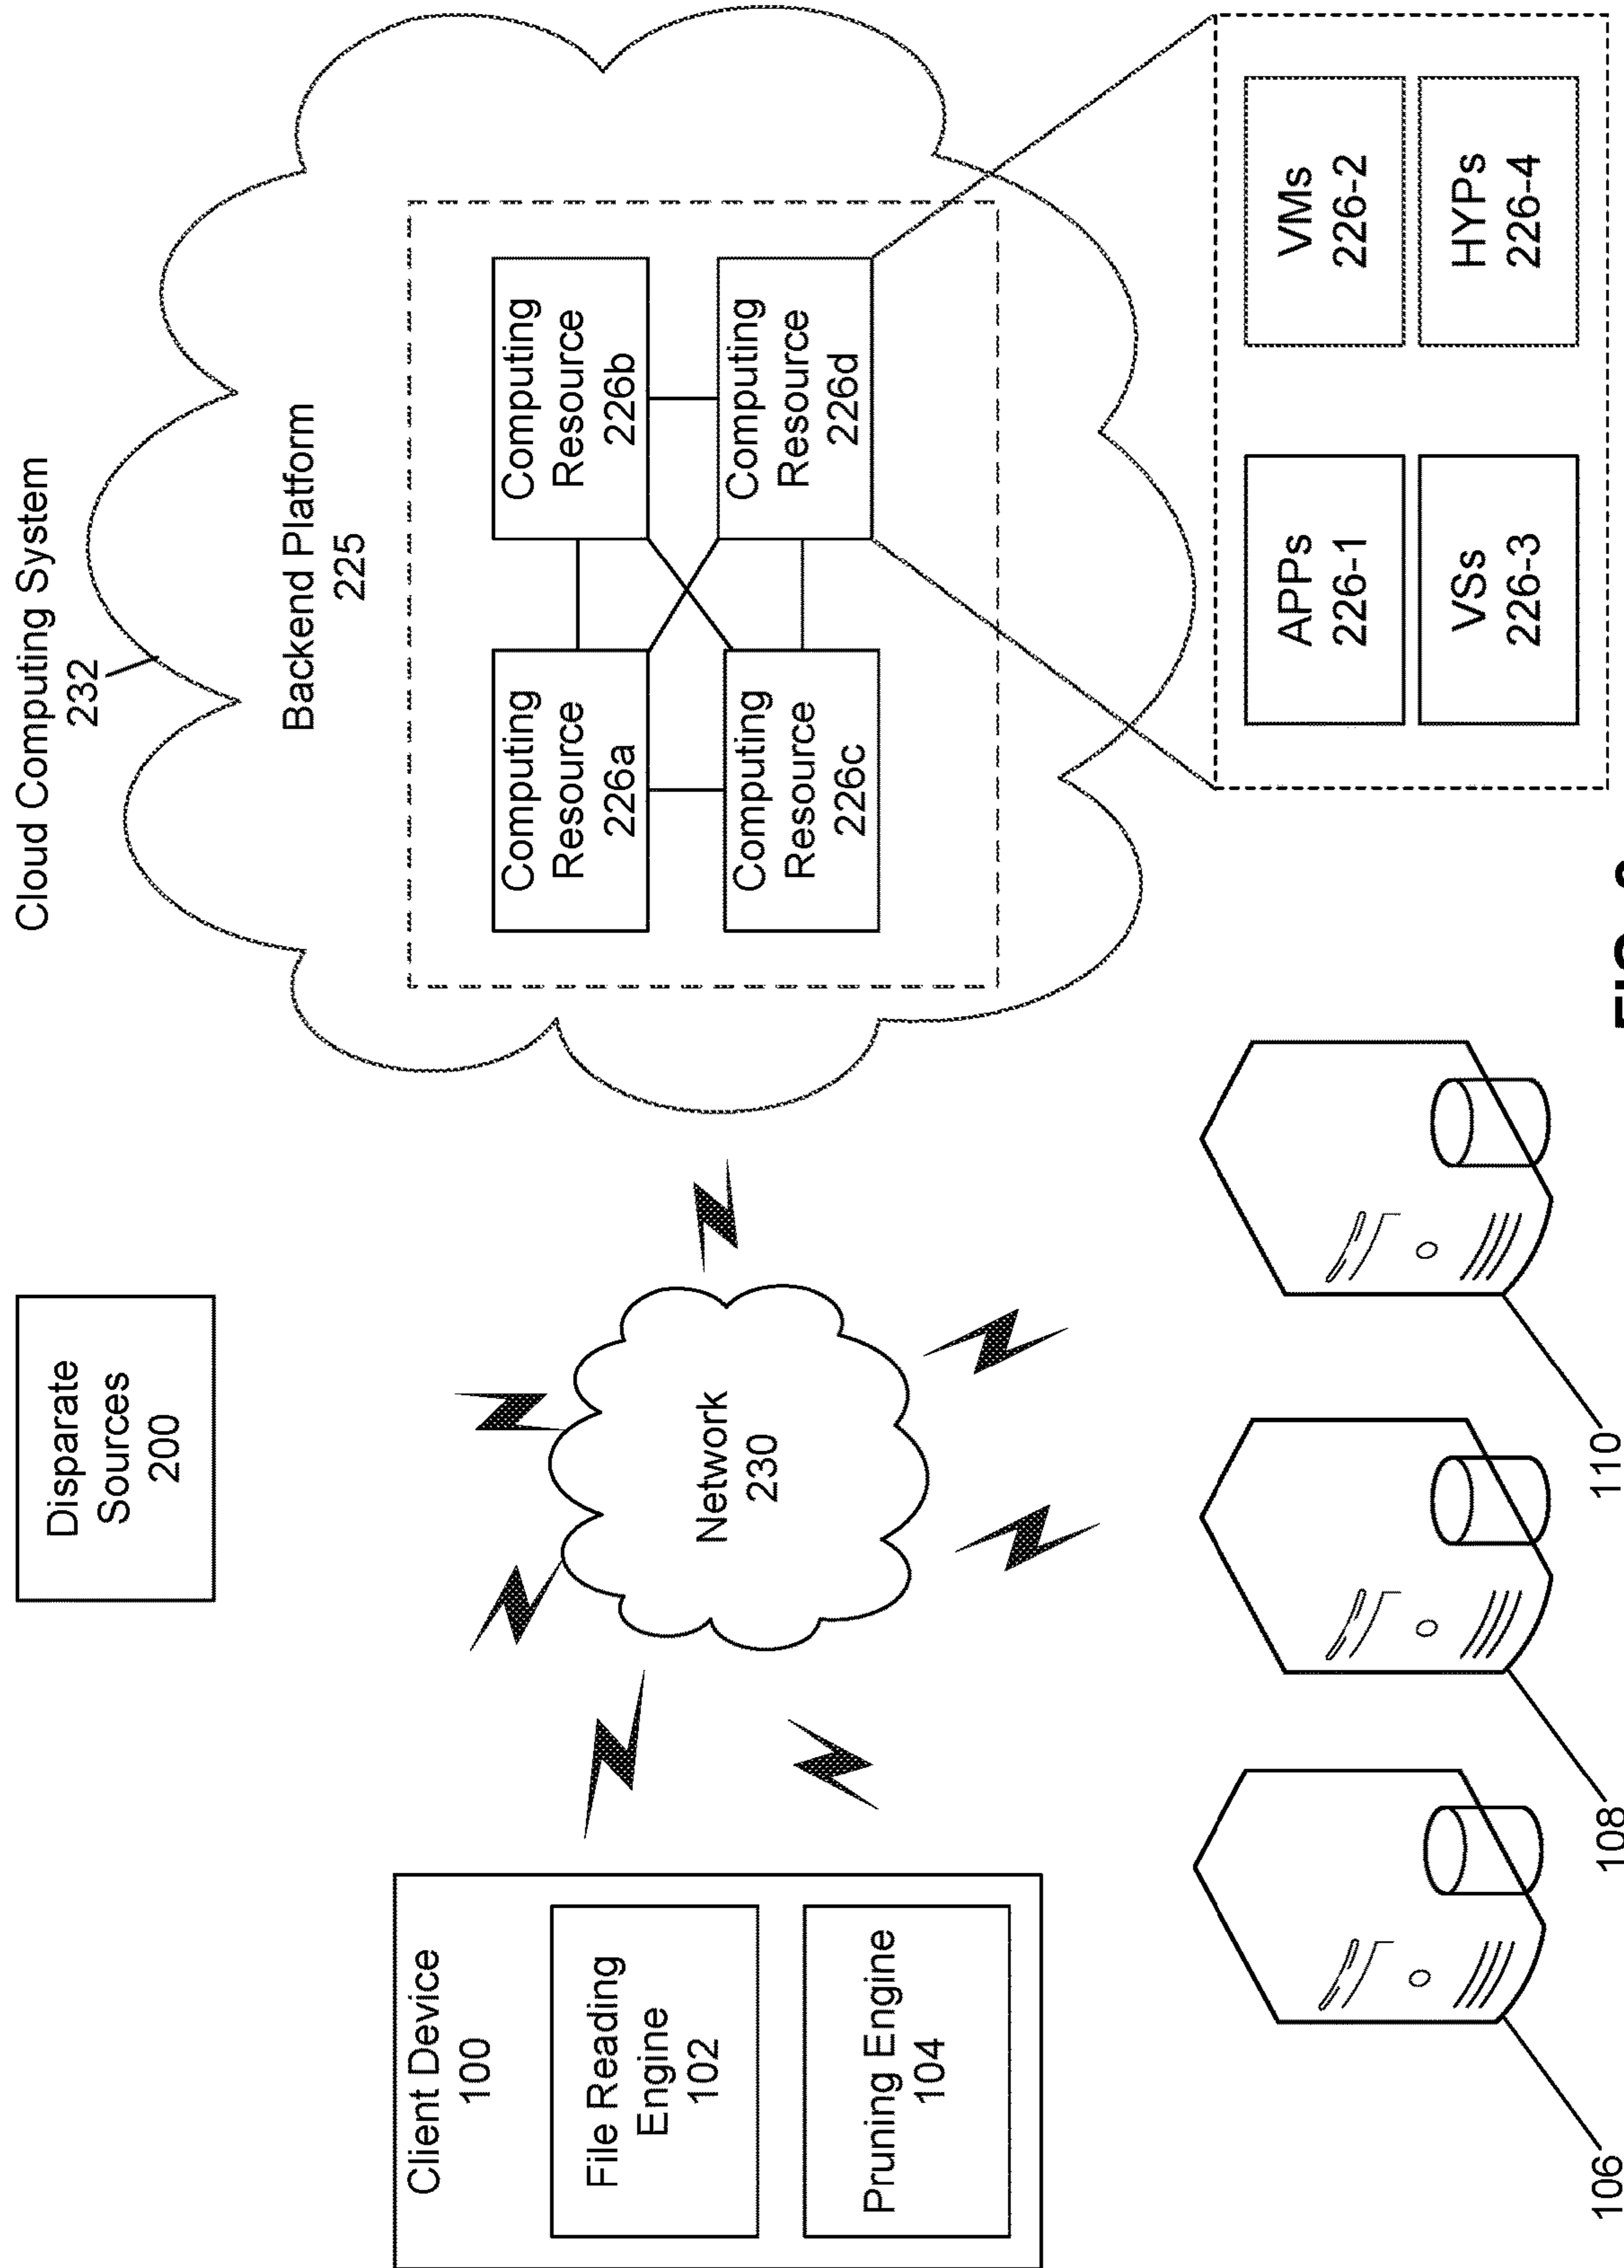 Cloud Computing System
232
Disparate
Sources
200
Backend Platform
225
Client Device
100
File Reading
Engine
102
Pruning Engine
104
Network
230
Computing
Resource
226a
Computing
Resource
226b
Computing
Resource
226c
Computing
Resource
226d
APPs
226-1
VMs
226-2
VSs
226-3
HYPs
226-4
106
108
110
FIG.